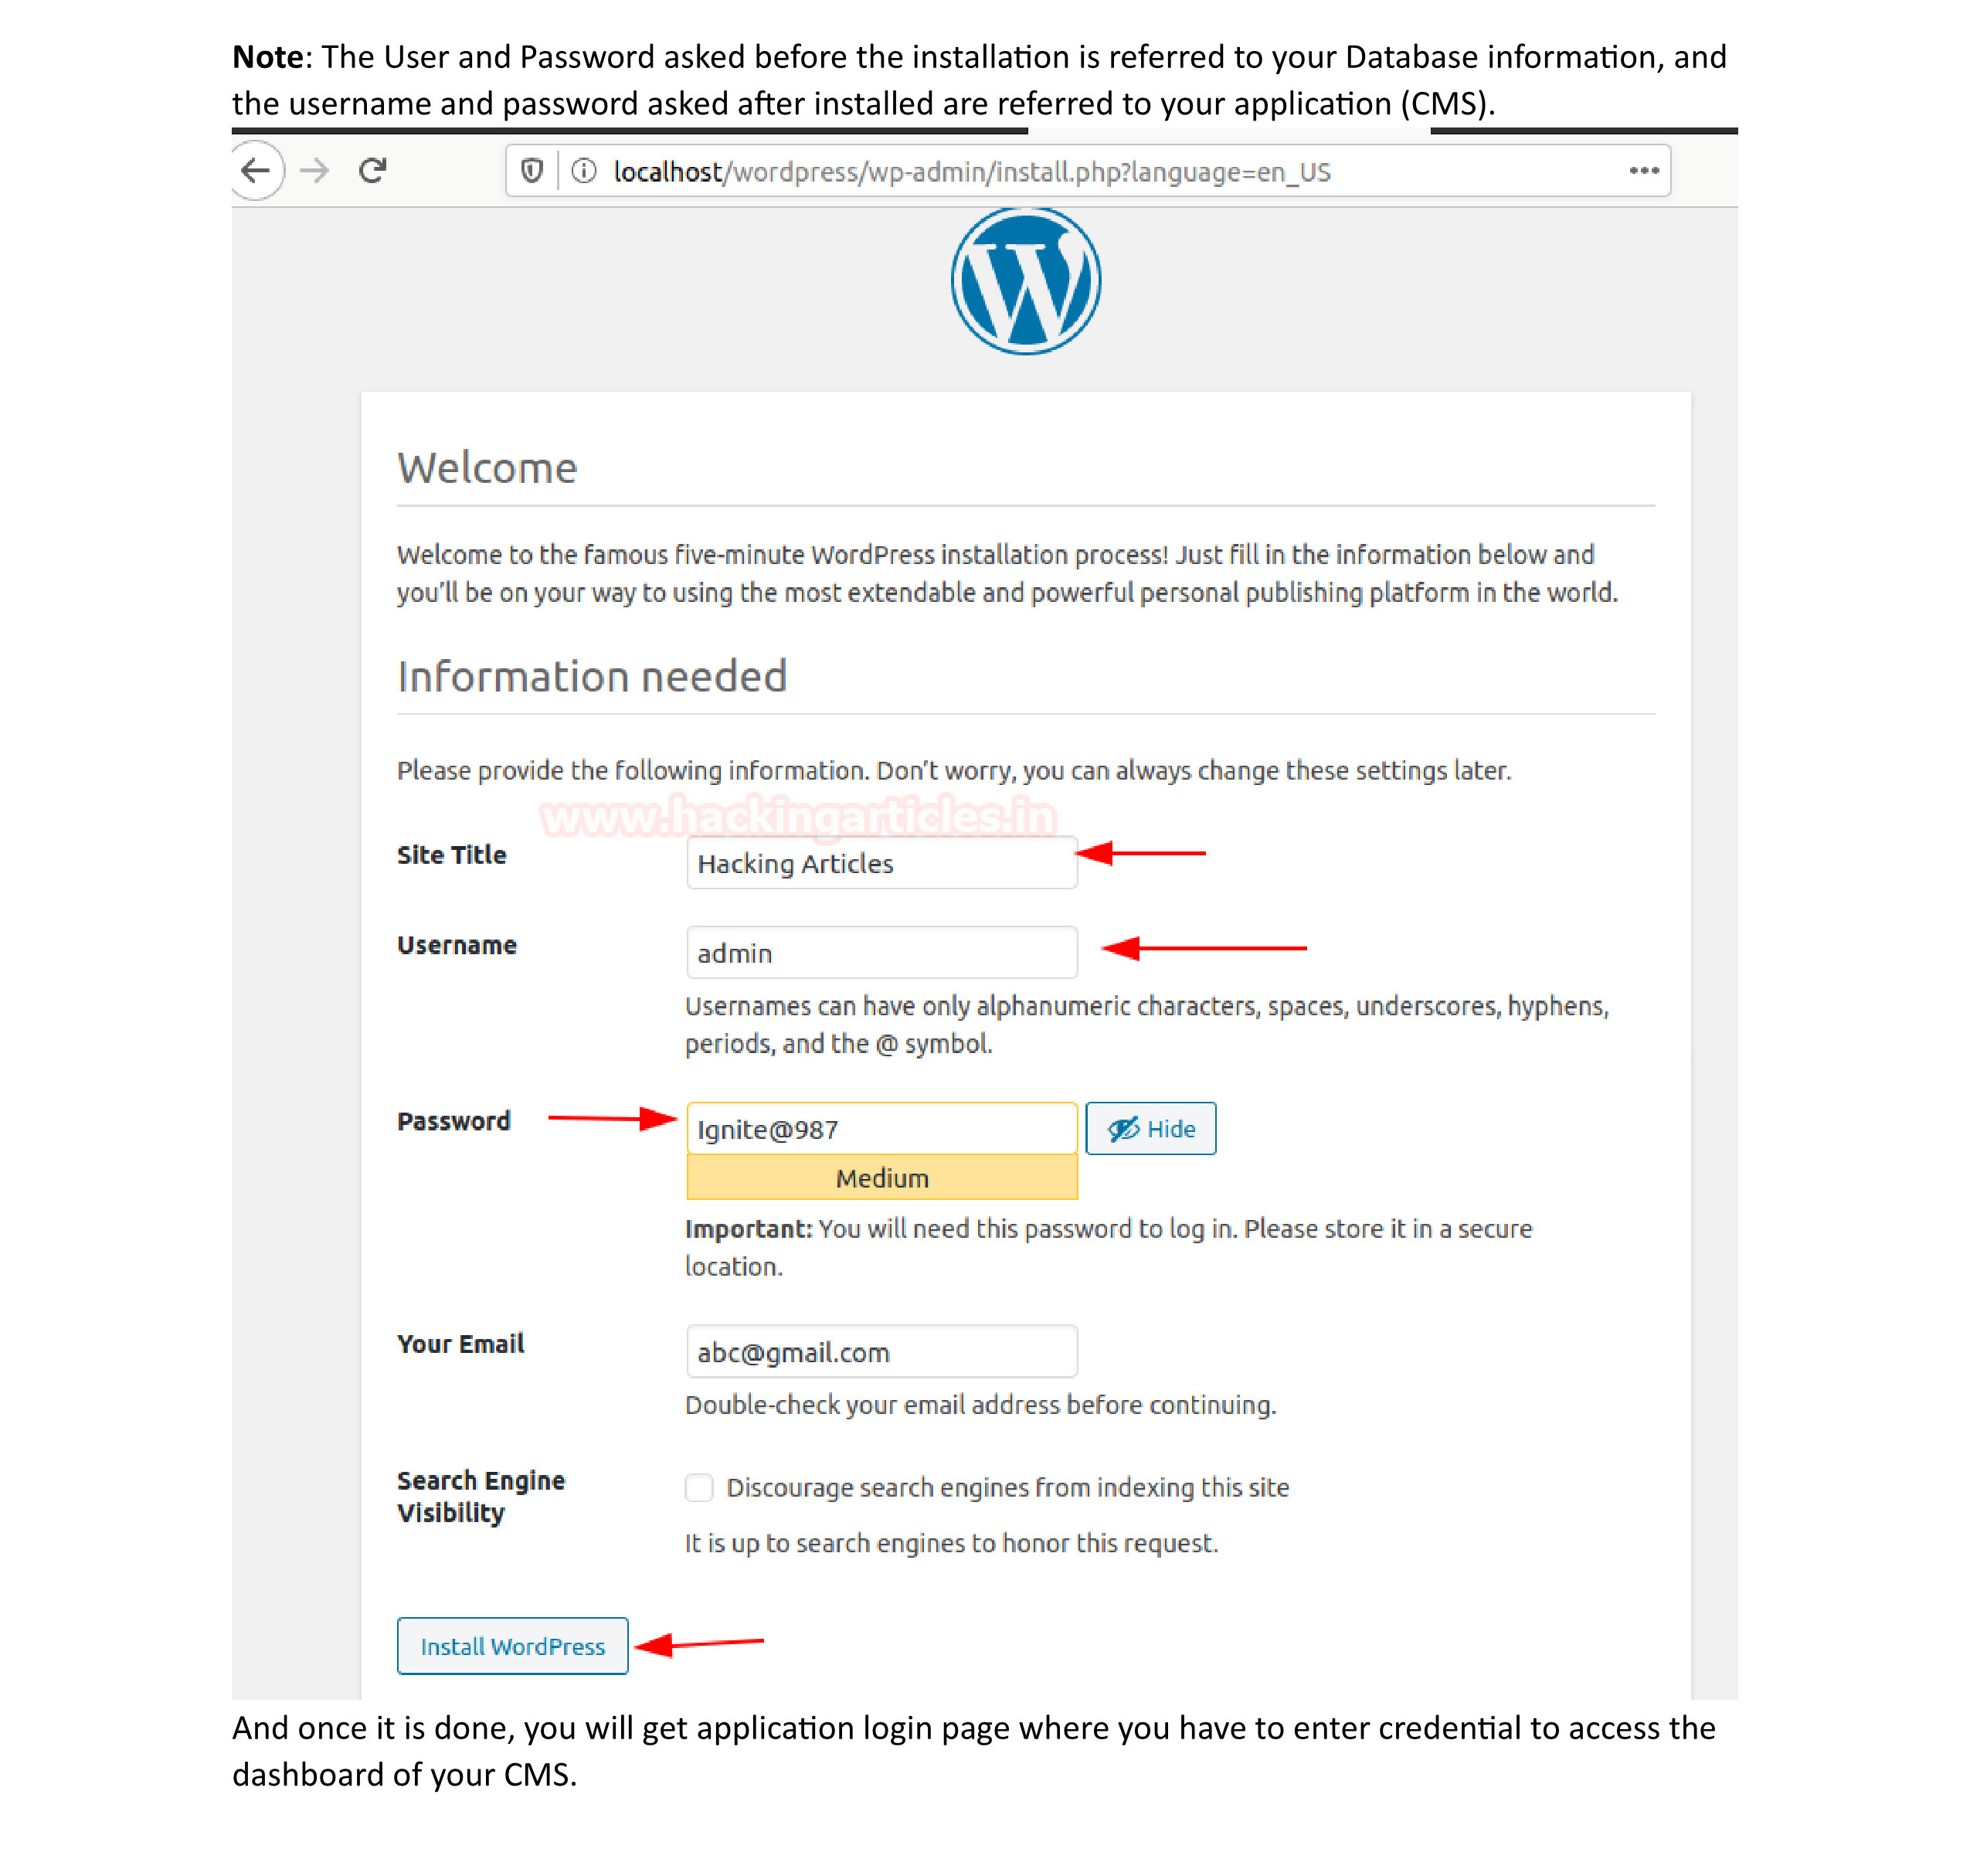 Note: The User and Password asked before the installation is referred to your Database information, and
the username and password asked after installed are referred to your application (CMS).
localhost/wordpress/wp-admin/install.php?language=en_US
Welcome
Welcome to the famous five-minute WordPress installation process! Just fill in the information below and
you’ll be on your way to using the most extendable and powerful personal publishing platform in the world.
Information needed
Please provide the following information. Don’t worry, you can always change these settings later.
www.hackingarticles.in
Site Title
Hacking Articles
Username
admin
Usernames can have only alphanumeric characters, spaces, underscores, hyphens,
periods, and the @ symbol.
Password
Ignite@987
Hide
Medium
Important: You will need this password to log in. Please store it in a secure
location.
Your Email
abc@gmail.com
Double-check your email address before continuing.
Search Engine
Visibility
Discourage search engines from indexing this site
It is up to search engines to honor this request.
Install WordPress
And once it is done, you will get application login page where you have to enter credential to access the
dashboard of your CMS.